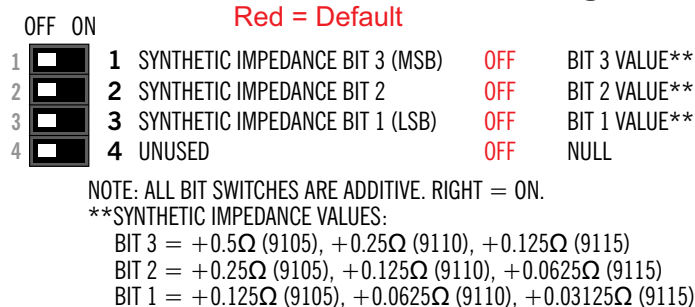 Red = Default
OFF ON
1 1 SYNTHETIC IMPEDANCE BIT 3 (MSB) OFF BIT 3 VALUE**
2 2 SYNTHETIC IMPEDANCE BIT 2 OFF BIT 2 VALUE**
3 3 SYNTHETIC IMPEDANCE BIT 1 (LSB) OFF BIT 1 VALUE**
4 4 UNUSED OFF NULL
NOTE: ALL BIT SWITCHES ARE ADDITIVE. RIGHT = ON.
**SYNTHETIC IMPEDANCE VALUES:
BIT 3 = +0.5Ω (9105), +0.25Ω (9110), +0.125Ω (9115)
BIT 2 = +0.25Ω (9105), +0.125Ω (9110), +0.0625Ω (9115)
BIT 1 = +0.125Ω (9105), +0.0625Ω (9110), +0.03125Ω (9115)